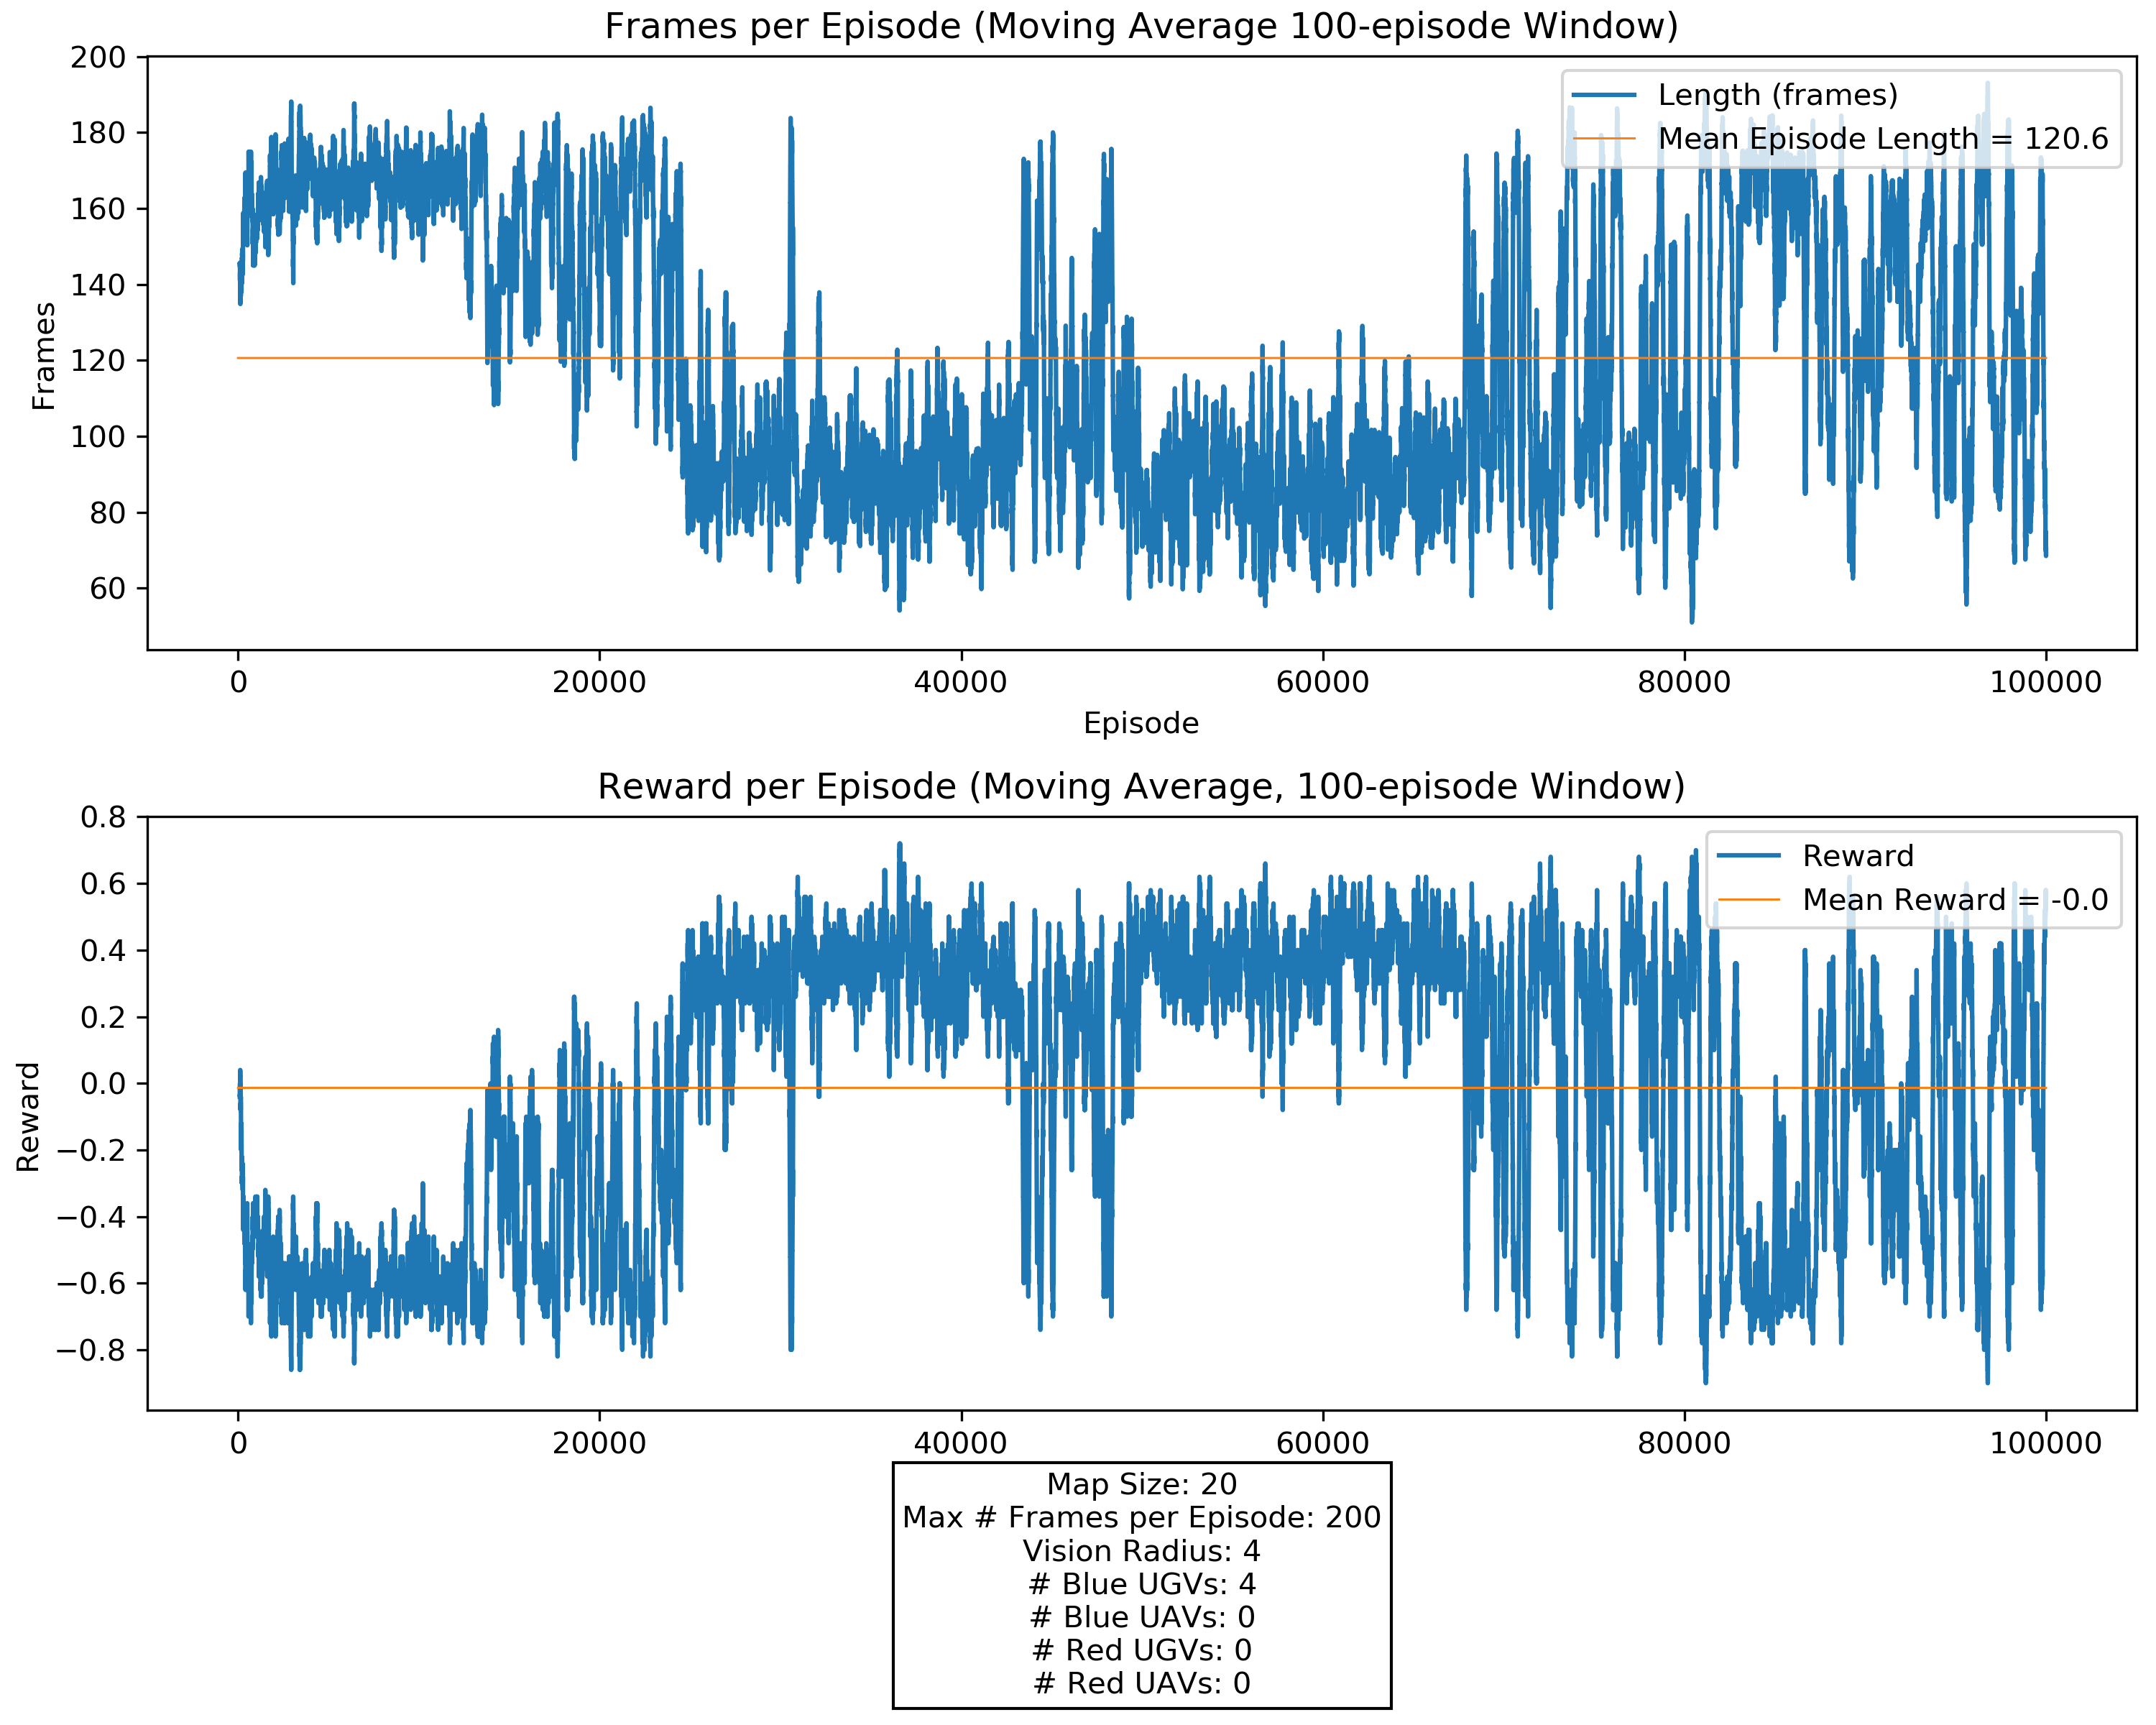 Frames per Episode (Moving Average 100-episode Window)
200
180
160
140
120
100
80
60
Frames
Length (frames)
Mean Episode Length = 120.6
0 20000 40000 60000 80000 100000
Episode
Reward per Episode (Moving Average, 100-episode Window)
0.8
0.6
0.4
0.2
0.0
−0.2
−0.4
−0.6
−0.8
Reward
Reward
Mean Reward = -0.0
0 20000 40000 60000 80000 100000
Map Size: 20
Max # Frames per Episode: 200
Vision Radius: 4
# Blue UGVs: 4
# Blue UAVs: 0
# Red UGVs: 0
# Red UAVs: 0